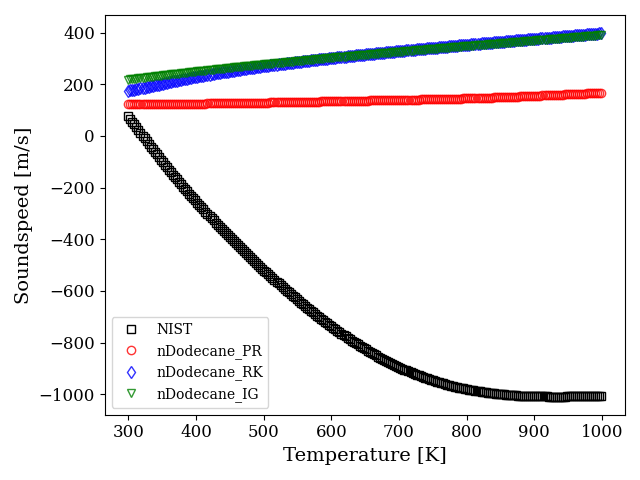 400
200
0
−200
−400
−600
−800
−1000
Soundspeed [m/s]
NIST
nDodecane_PR
nDodecane_RK
nDodecane_IG
300 400 500 600 700 800 900 1000
Temperature [K]